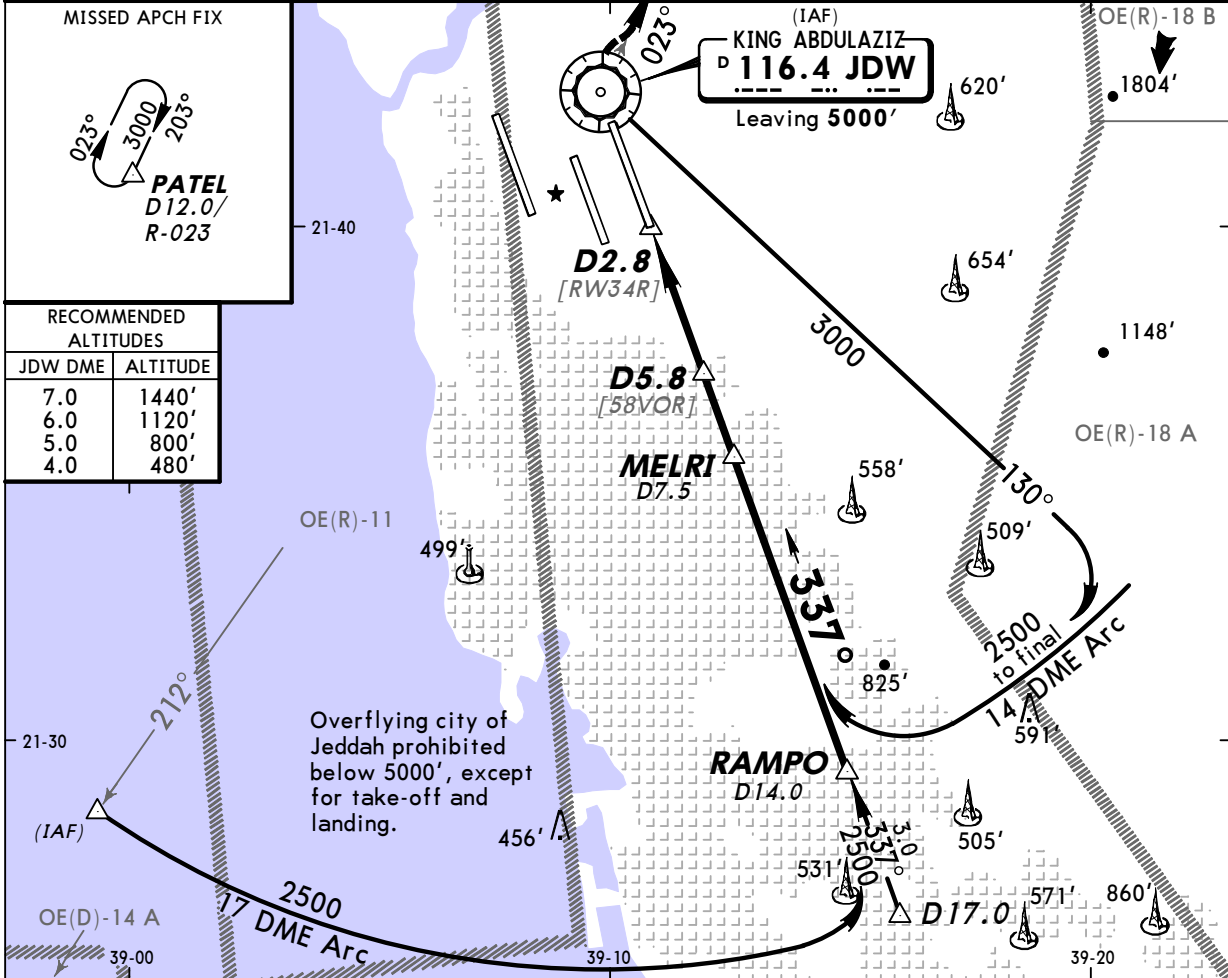 MISSED APCH FIX
023°
3000
203°
PATEL
D12.0/
R-023
023°
(IAF)
KING ABDULAZIZ
D 116.4 JDW
Leaving 5000'
OE(R)-18 B
620'
1804'
21-40
D2.8
[RW34R]
654'
RECOMMENDED
ALTITUDES
JDW DME ALTITUDE
7.0 1440'
6.0 1120'
5.0 800'
4.0 480'
3000
1148'
D5.8
[58VOR]
OE(R)-18 A
MELRI
D7.5
558'
130°
OE(R)-11
499'
509'
337°
2500
to final
14 DME Arc
825'
212°
591'
21-30
Overflying city of
Jeddah prohibited
below 5000', except
for take-off and
landing.
RAMPO
D14.0
(IAF)
456'
505'
3.0
337°
2500
531'
2500
17 DME Arc
D17.0
571'
860'
OE(D)-14 A
39-00
39-10
39-20